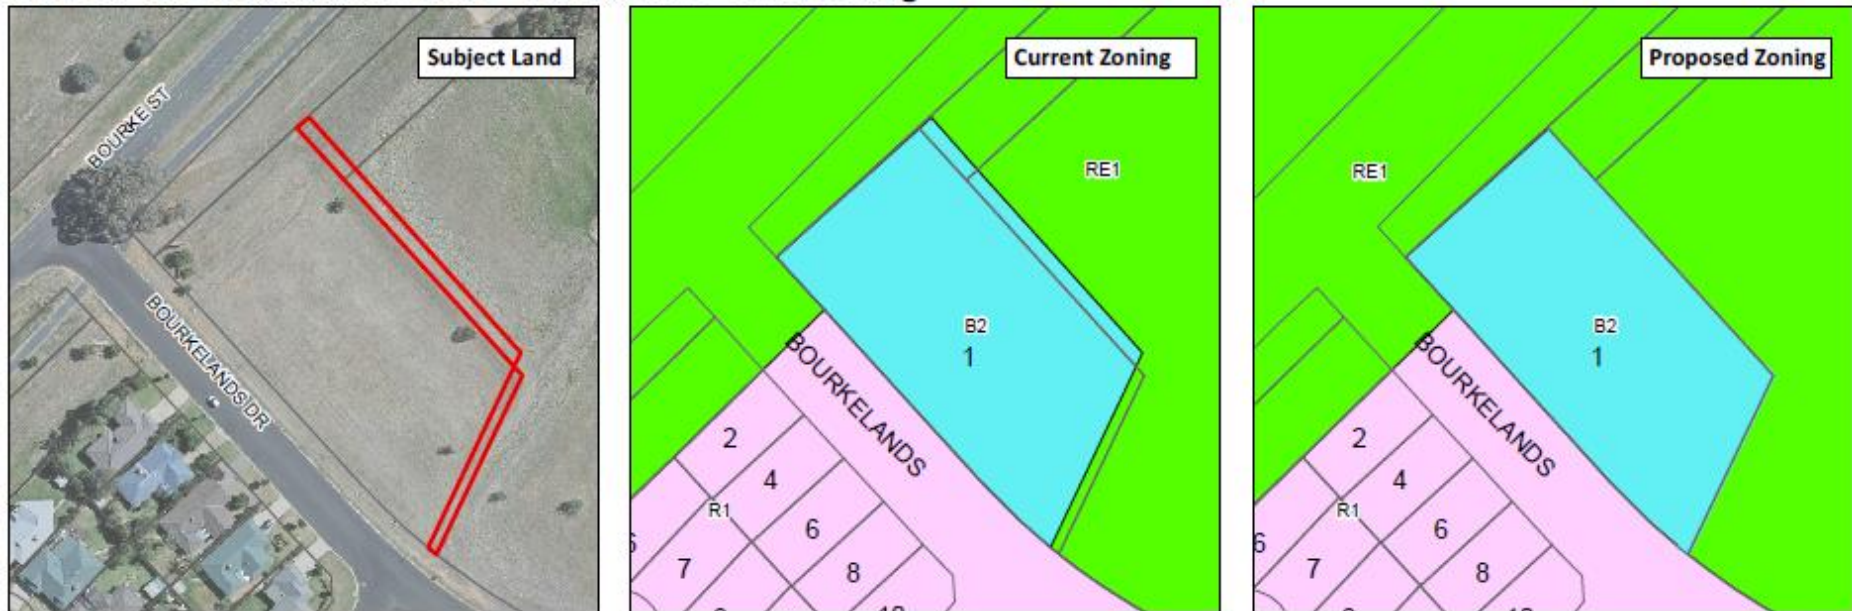 Subject Land
BOURKE ST
BOURKELANDS DR
Current Zoning
RE1
B2
1
BOURKELANDS
2
4
R1
6
7
8
Proposed Zoning
RE1
B2
1
BOURKELANDS
2
4
R1
6
6
7
8